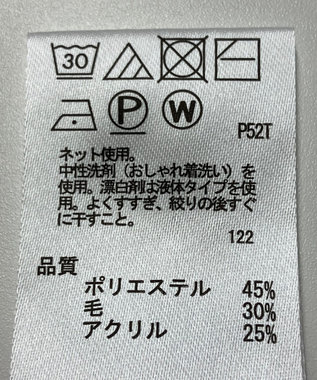 30
P W
P52T
ネット使用。
中性洗剤（おしゃれ着洗い）を
使用。漂白剤は液体タイプを使
用。よくすすぎ、絞りの後すぐ
に干すこと。
122
品質
ポリエステル 45%
毛 30%
アクリル 25%